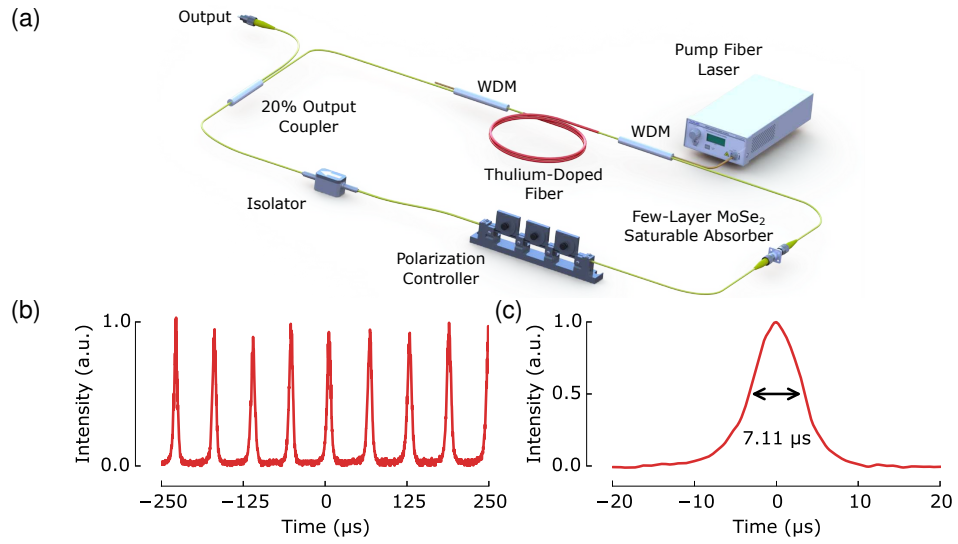 (a)
Output
20% Output
Coupler
WDM
Pump Fiber
Laser
WDM
Thulium-Doped
Fiber
Isolator
Few-Layer MoSe₂
Saturable Absorber
Polarization
Controller
(b)
Intensity (a.u.)
1.0
0.0
−250
−125
0
125
250
Time (μs)
(c)
Intensity (a.u.)
1.0
0.5
0.0
7.11 μs
−20
−10
0
10
20
Time (μs)